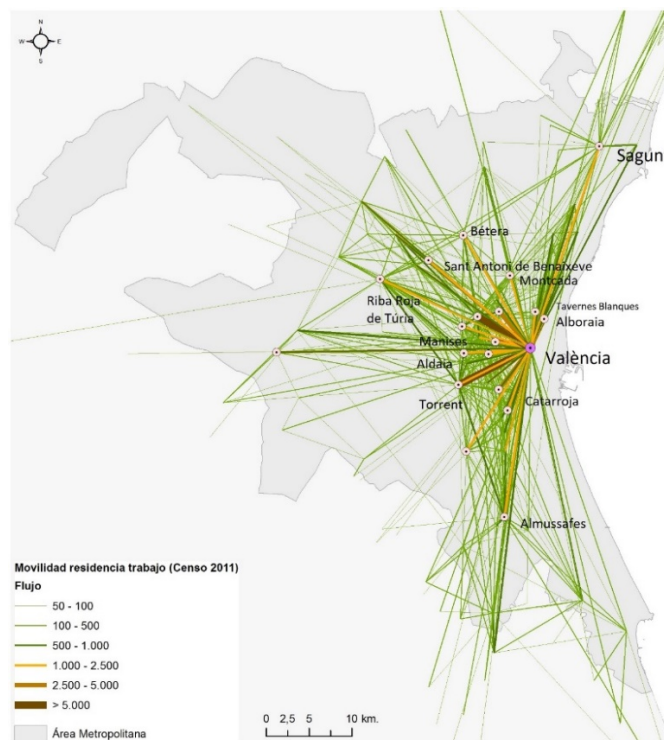 N
W E
S
Sagun
Bétera
Sant Antoni de Benaixeve
Montcada
Riba Roja
de Túria
Tavernes Blanques
Alboraia
Manises
València
Aldaia
Torrent
Catarroja
Almussafes
Movilidad residencia trabajo (Censo 2011)
Flujo
50 - 100
100 - 500
500 - 1.000
1.000 - 2.500
2.500 - 5.000
> 5.000
Área Metropolitana
0 2,5 5 10 km.